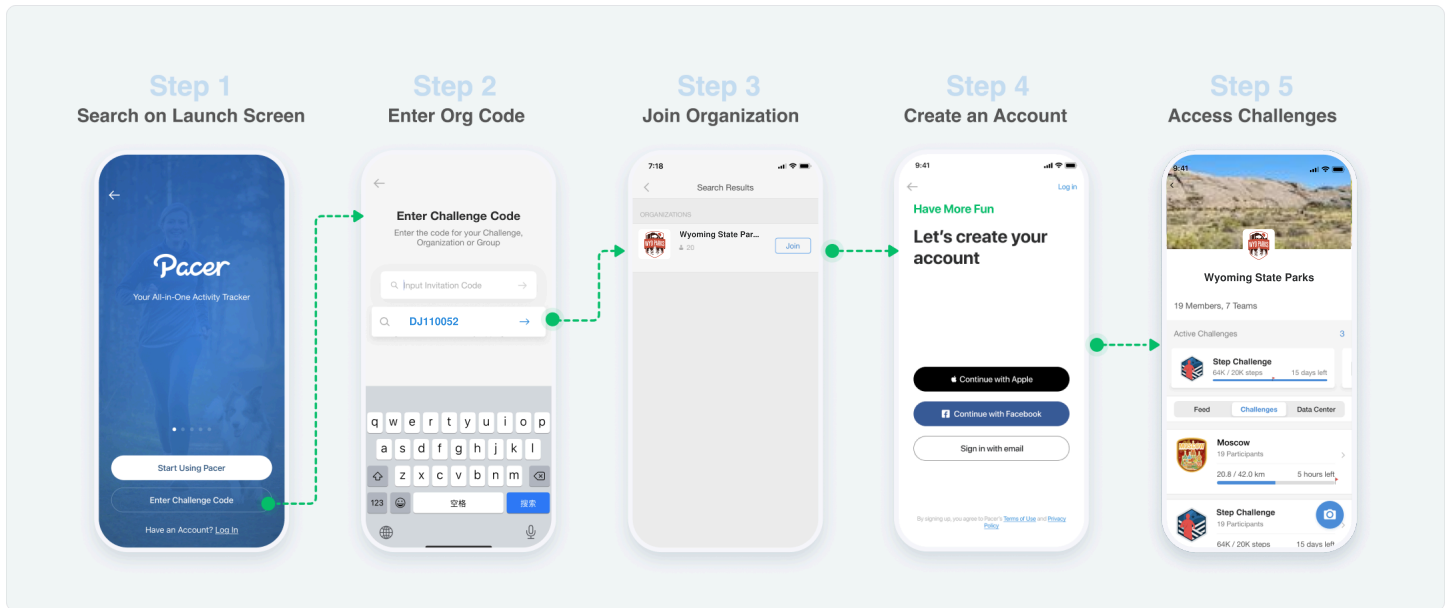 Step 1
Search on Launch Screen
Pacer
Your All-in-One Activity Tracker
Start Using Pacer
Enter Challenge Code
Have an Account? Log In
Step 2
Enter Org Code
Enter Challenge Code
Enter the code for your Challenge,
Organization or Group
Input Invitation Code
DJ110052
q w e r t y u i o p
a s d f g h j k l
z x c v b n m
123 空格 搜索
Step 3
Join Organization
7:18
Search Results
ORGANIZATIONS
WYO PARKS
Wyoming State Par...
20
Join
Step 4
Create an Account
9:41
Log in
Have More Fun
Let's create your
account
Continue with Apple
Continue with Facebook
Sign in with email
By signing up, you agree to Pacer's Terms of Use and Privacy
Policy
Step 5
Access Challenges
9:41
WYO PARKS
Wyoming State Parks
19 Members, 7 Teams
Active Challenges 3
Step Challenge
64K / 20K steps 15 days left
Feed Challenges Data Center
Moscow
19 Participants
20.8 / 42.0 km 5 hours left
Step Challenge
19 Participants
64K / 20K steps 15 days left